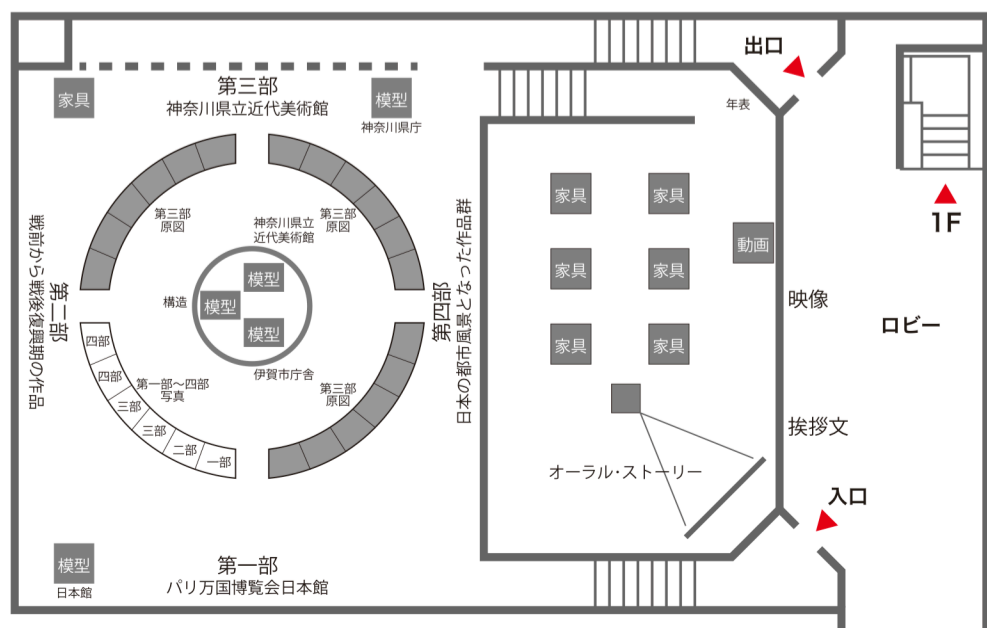 出口
家具
第三部
神奈川県立近代美術館
模型
神奈川県庁
年表
1F
第三部
原図
第三部
原図
神奈川県立
近代美術館
模型
模型
模型
構造
伊賀市庁舎
第二部
戦前から戦後復興期の作品
第四部
日本の都市風景となった作品群
四部
四部
三部
三部
二部
一部
第一部～四部
写真
第三部
原図
家具
家具
家具
家具
家具
家具
動画
映像
ロビー
挨拶文
オーラル・ストーリー
入口
模型
日本館
第一部
パリ万国博覧会日本館